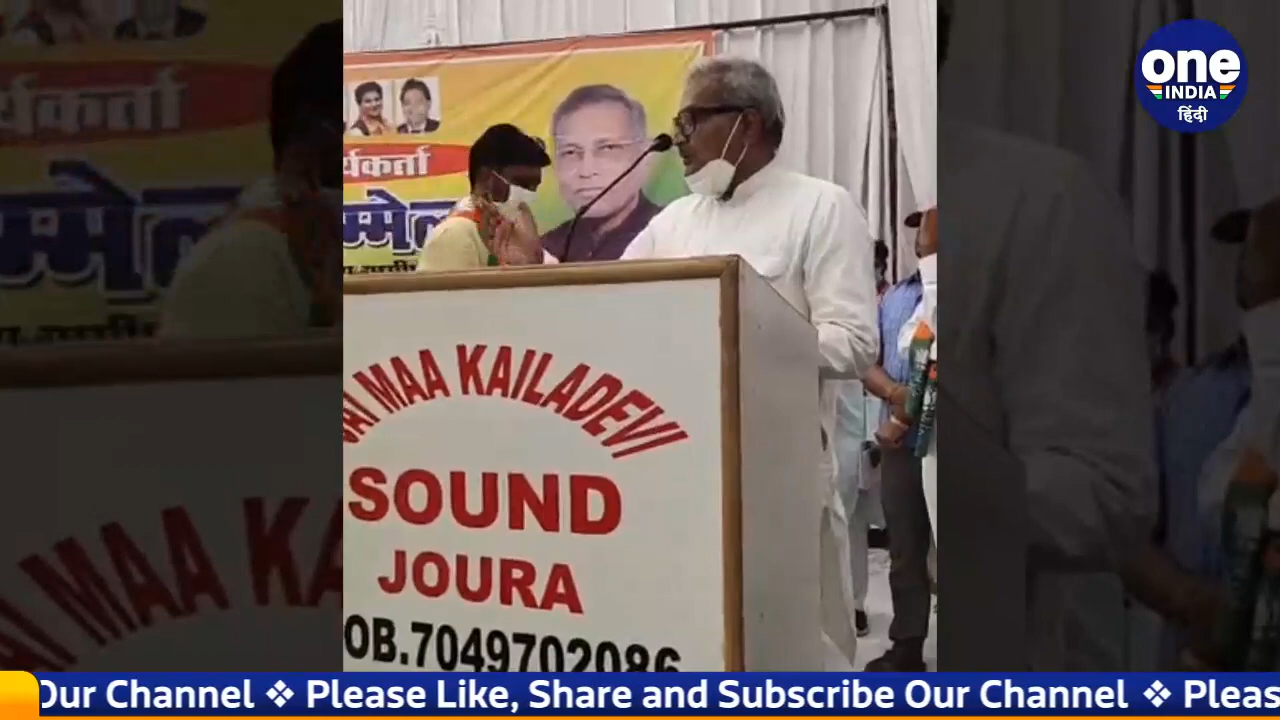 one
INDIA
हिंदी
र्यकर्ता
म्मेल
JAI MAA KAILADEVI
SOUND
JOURA
OB.7049702086
Our Channel ❖ Please Like, Share and Subscribe Our Channel ❖ Pleas